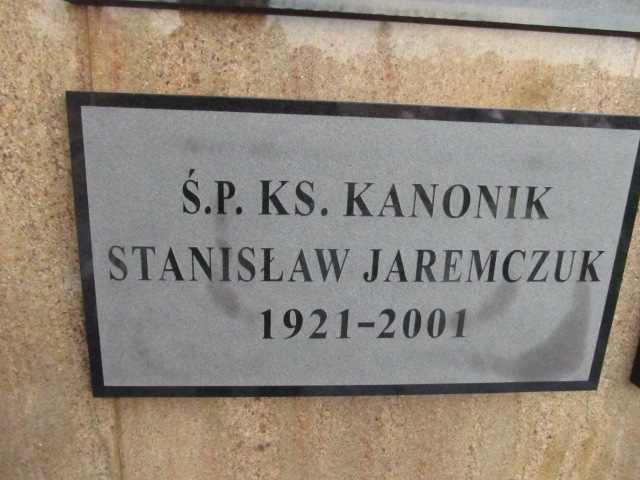 Ś.P. KS. KANONIK
STANISŁAW JAREMCZUK
1921-2001